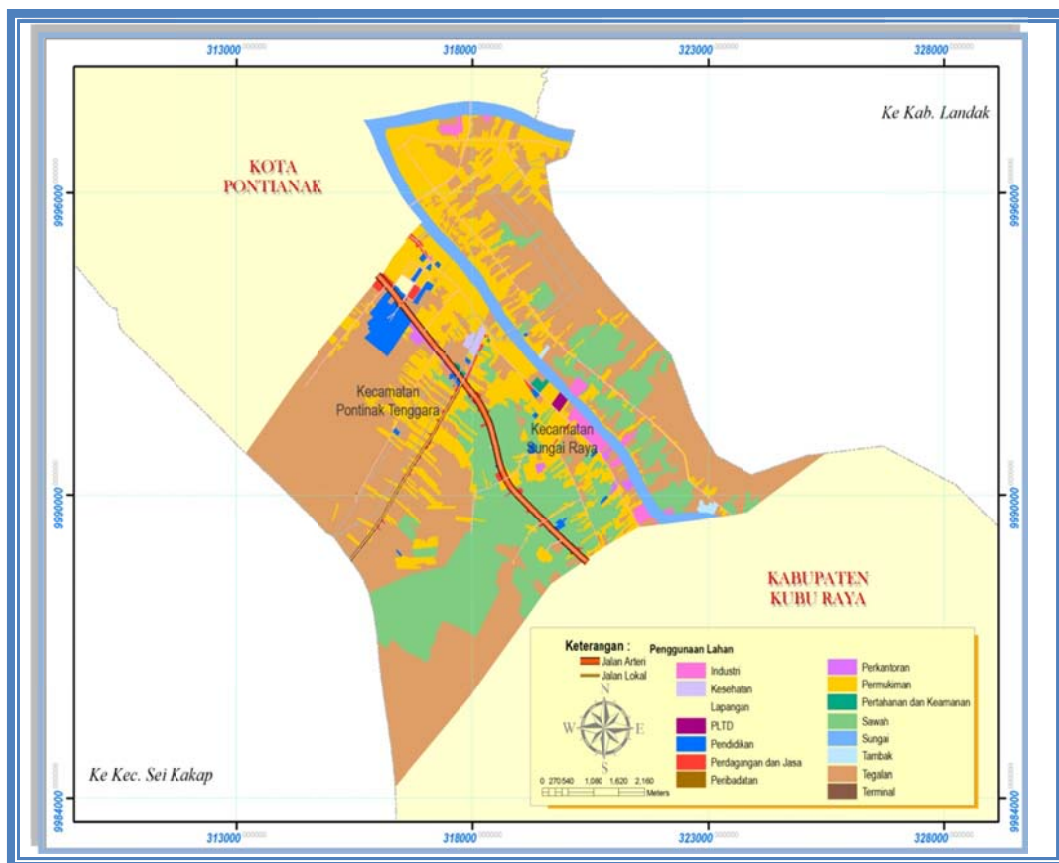 313000
318000
323000
328000
Ke Kab. Landak
KOTA
PONTIANAK
9996000
9996000
Kecamatan
Pontinak Tenggara
Kecamatan
Sungai Raya
9990000
9990000
KABUPATEN
KUBU RAYA
Keterangan :
Jalan Arteri
Jalan Lokal
N
W E
S
0 270 540 1,080 1,620 2,160
Meters
Penggunaan Lahan
Industri
Kesehatan
Lapangan
PLTD
Pendidikan
Perdagingan dan Jasa
Peribadatan
Perkantoran
Permukiman
Pertahanan dan Keamanan
Sawah
Sungai
Tambak
Tegalan
Terminal
Ke Kec. Sei Kakap
9984000
9984000
313000
318000
323000
328000